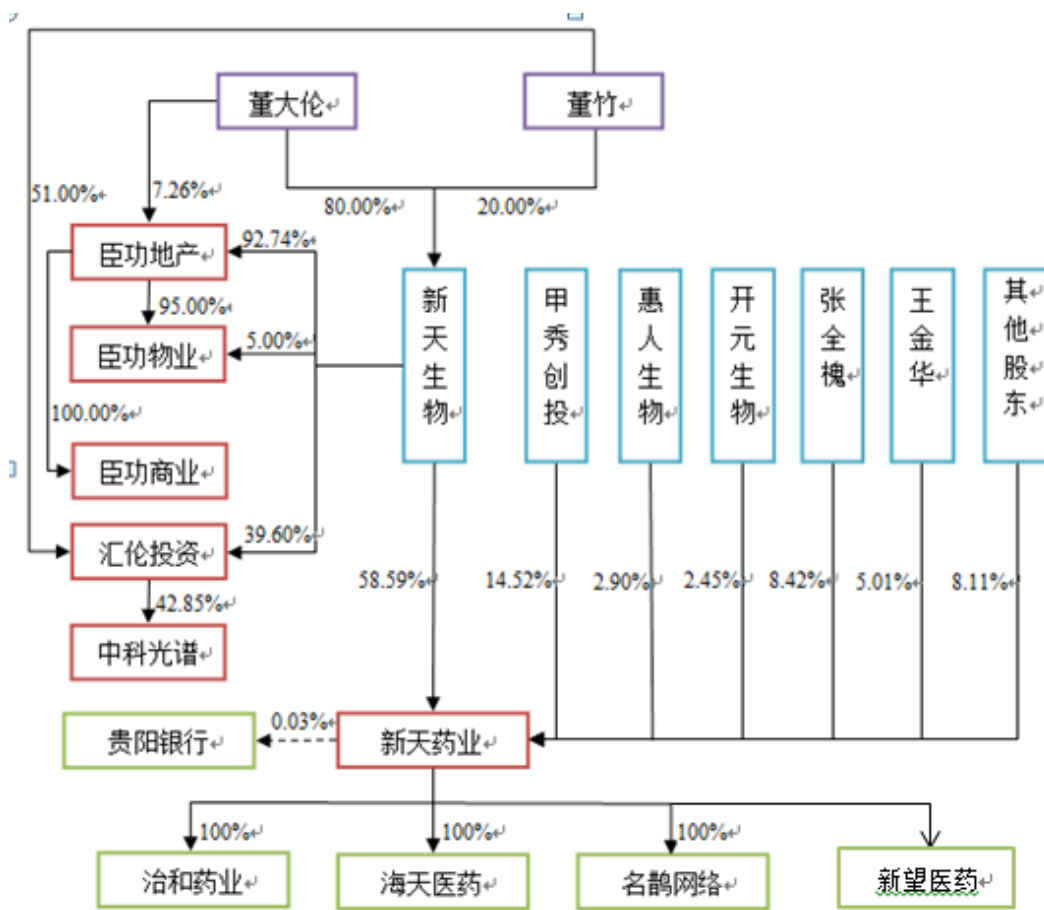 董大伦
董竹
51.00%
7.26%
80.00%
20.00%
臣功地产
92.74%
95.00%
臣功物业
5.00%
100.00%
臣功商业
汇伦投资
39.60%
42.85%
中科光谱
新天生物
甲秀创投
惠人生物
开元生物
张全槐
王金华
其他股东
58.59%
14.52%
2.90%
2.45%
8.42%
5.01%
8.11%
贵阳银行
0.03%
新天药业
100%
100%
100%
治和药业
海天医药
名鹊网络
新望医药